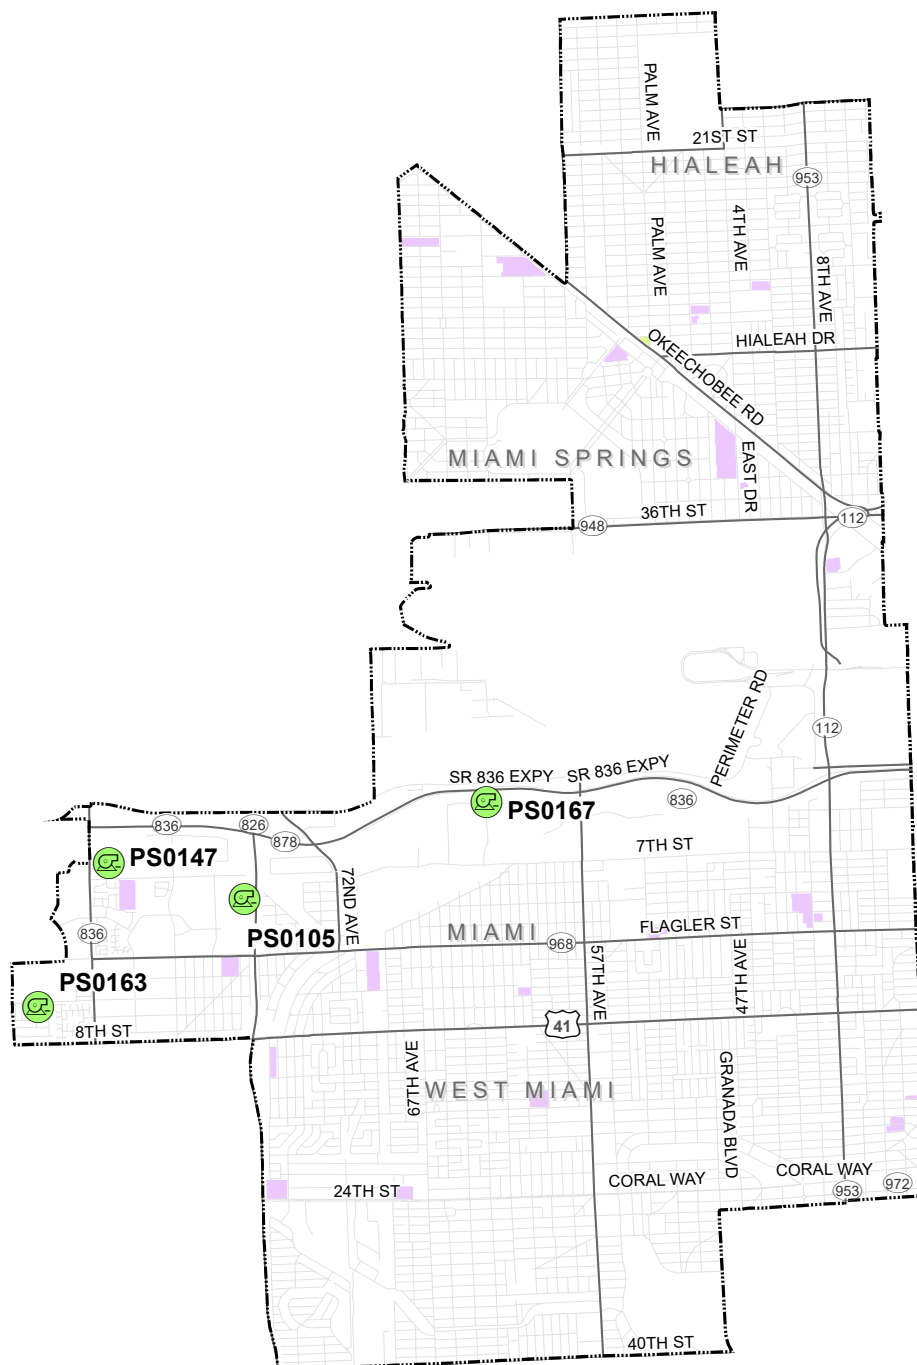 PALM AVE
21ST ST
HIALEAH
953
PALM AVE
4TH AVE
8TH AVE
HIALEAH DR
OKEECHOBEE RD
MIAMI SPRINGS
EAST DR
36TH ST
948
112
PERIMETER RD
112
SR 836 EXPY
SR 836 EXPY
836
PS0167
836
826
878
7TH ST
PS0147
72ND AVE
PS0105
836
MIAMI
968
FLAGLER ST
57TH AVE
47TH AVE
PS0163
8TH ST
41
67TH AVE
WEST MIAMI
GRANADA BLVD
24TH ST
CORAL WAY
CORAL WAY
953
972
40TH ST